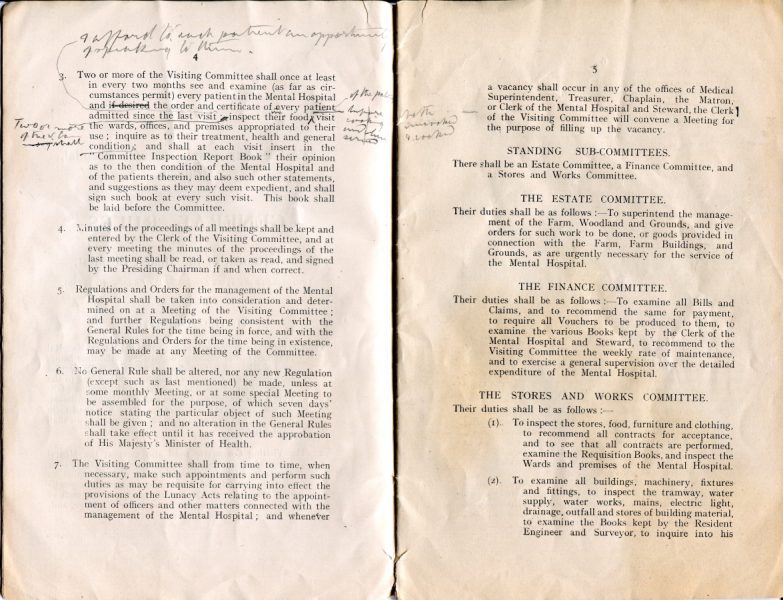 & afford to each patient an opportunity
of speaking to them.
4
3. Two or more of the Visiting Committee shall once at least
in every two months see and examine (as far as cir-
cumstances permit) every patient in the Mental Hospital
and if desired the order and certificate of every patient
admitted since the last visit inspect their food visit
the wards, offices, and premises appropriated to their
use; inquire as to their treatment, health and general
condition; and shall at each visit insert in the
"Committee Inspection Report Book" their opinion
as to the then condition of the Mental Hospital and
of the patients therein, and also such other statements,
and suggestions as they may deem expedient, and shall
sign such book at every such visit. This book shall
be laid before the Committee.
Two or more
of the
shall
of the
before
cooked
4. Minutes of the proceedings of all meetings shall be kept and
entered by the Clerk of the Visiting Committee, and at
every meeting the minutes of the proceedings of the
last meeting shall be read, or taken as read, and signed
by the Presiding Chairman if and when correct.
5. Regulations and Orders for the management of the Mental
Hospital shall be taken into consideration and deter-
mined on at a Meeting of the Visiting Committee;
and further Regulations being consistent with the
General Rules for the time being in force, and with the
Regulations and Orders for the time being in existence,
may be made at any Meeting of the Committee.
6. No General Rule shall be altered, nor any new Regulation
(except such as last mentioned) be made, unless at
some monthly Meeting, or at some special Meeting to
be assembled for the purpose, of which seven days'
notice stating the particular object of such Meeting
shall be given; and no alteration in the General Rules
shall take effect until it has received the approbation
of His Majesty's Minister of Health.
7. The Visiting Committee shall from time to time, when
necessary, make such appointments and perform such
duties as may be requisite for carrying into effect the
provisions of the Lunacy Acts relating to the appoint-
ment of officers and other matters connected with the
management of the Mental Hospital; and whenever
5
a vacancy shall occur in any of the offices of Medical
Superintendent, Treasurer, Chaplain, the Matron,
or Clerk of the Mental Hospital and Steward, the Clerk
of the Visiting Committee will convene a Meeting for
the purpose of filling up the vacancy.
both
uncooked
& cooked
STANDING SUB-COMMITTEES.
There shall be an Estate Committee, a Finance Committee, and
a Stores and Works Committee.
THE ESTATE COMMITTEE.
Their duties shall be as follows:—To superintend the manage-
ment of the Farm, Woodland and Grounds, and give
orders for such work to be done, or goods provided in
connection with the Farm, Farm Buildings, and
Grounds, as are urgently necessary for the service of
the Mental Hospital.
THE FINANCE COMMITTEE.
Their duties shall be as follows:—To examine all Bills and
Claims, and to recommend the same for payment,
to require all Vouchers to be produced to them, to
examine the various Books kept by the Clerk of the
Mental Hospital and Steward, to recommend to the
Visiting Committee the weekly rate of maintenance,
and to exercise a general supervision over the detailed
expenditure of the Mental Hospital.
THE STORES AND WORKS COMMITTEE.
Their duties shall be as follows:—
(1). To inspect the stores, food, furniture and clothing,
to recommend all contracts for acceptance,
and to see that all contracts are performed,
examine the Requisition Books, and inspect the
Wards and premises of the Mental Hospital.
(2). To examine all buildings, machinery, fixtures
and fittings, to inspect the tramway, water
supply, water works, mains, electric light,
drainage, outfall and stores of building material,
to examine the Books kept by the Resident
Engineer and Surveyor, to inquire into his